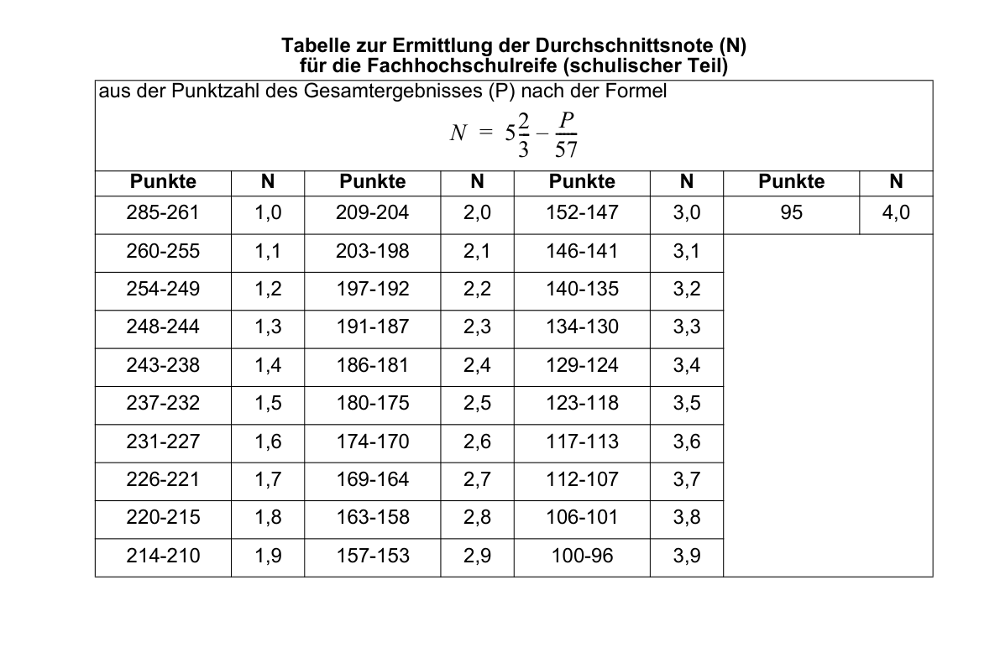 Tabelle zur Ermittlung der Durchschnittsnote (N)
für die Fachhochschulreife (schulischer Teil)
aus der Punktzahl des Gesamtergebnisses (P) nach der Formel
N = 5 2/3 − P/57
Punkte N Punkte N Punkte N Punkte N
285-261 1,0 209-204 2,0 152-147 3,0 95 4,0
260-255 1,1 203-198 2,1 146-141 3,1
254-249 1,2 197-192 2,2 140-135 3,2
248-244 1,3 191-187 2,3 134-130 3,3
243-238 1,4 186-181 2,4 129-124 3,4
237-232 1,5 180-175 2,5 123-118 3,5
231-227 1,6 174-170 2,6 117-113 3,6
226-221 1,7 169-164 2,7 112-107 3,7
220-215 1,8 163-158 2,8 106-101 3,8
214-210 1,9 157-153 2,9 100-96 3,9